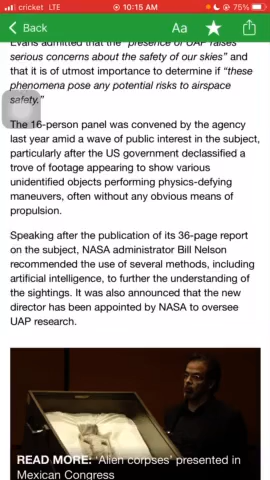 cricket LTE
10:15 AM
75%
Back
Aa
Evans admitted that the "presence of UAP raises
serious concerns about the safety of our skies" and
that it is of utmost importance to determine if "these
phenomena pose any potential risks to airspace
safety."
The 16-person panel was convened by the agency
last year amid a wave of public interest in the subject,
particularly after the US government declassified a
trove of footage appearing to show various
unidentified objects performing physics-defying
maneuvers, often without any obvious means of
propulsion.
Speaking after the publication of its 36-page report
on the subject, NASA administrator Bill Nelson
recommended the use of several methods, including
artificial intelligence, to further the understanding of
the sightings. It was also announced that the new
director has been appointed by NASA to oversee
UAP research.
READ MORE: 'Alien corpses' presented in
Mexican Congress